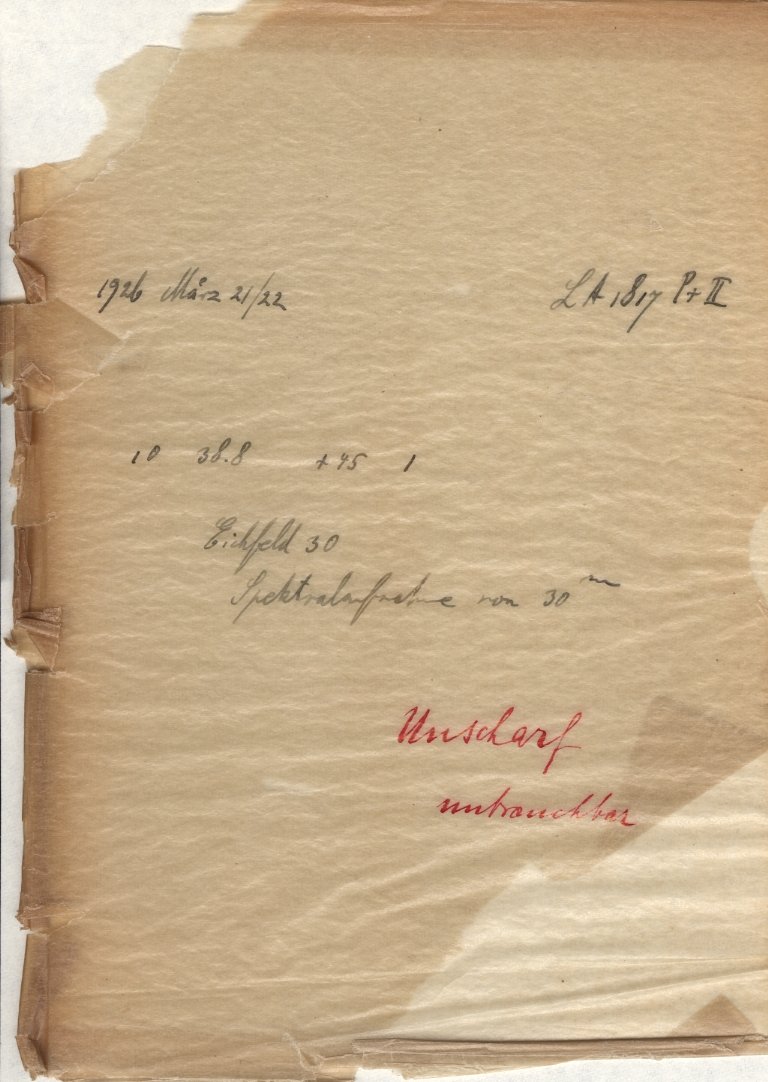 1926 März 21/22
LA 1817 P+II
10 38.8 +45 1
Eichfeld 30
Spektralaufnahme von 30ᵐ
Unscharf
unbrauchbar